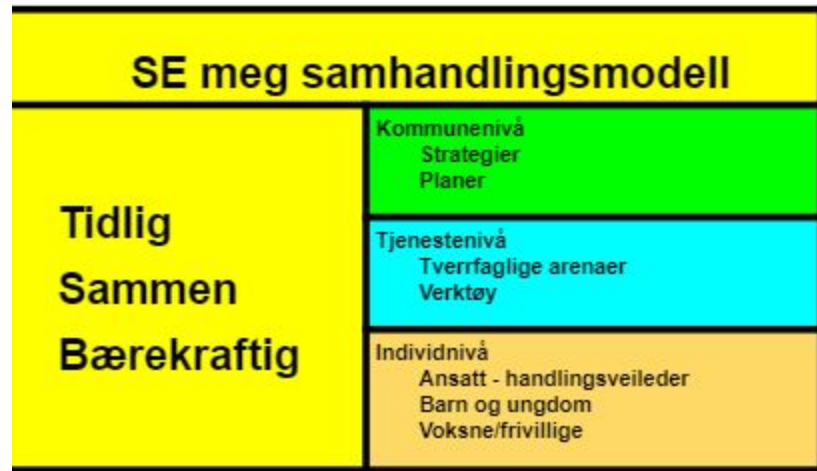 SE meg samhandlingsmodell
Tidlig
Sammen
Bærekraftig
Kommunenivå
Strategier
Planer
Tjenestenivå
Tverrfaglige arenaer
Verktøy
Individnivå
Ansatt - handlingsveileder
Barn og ungdom
Voksne/frivillige